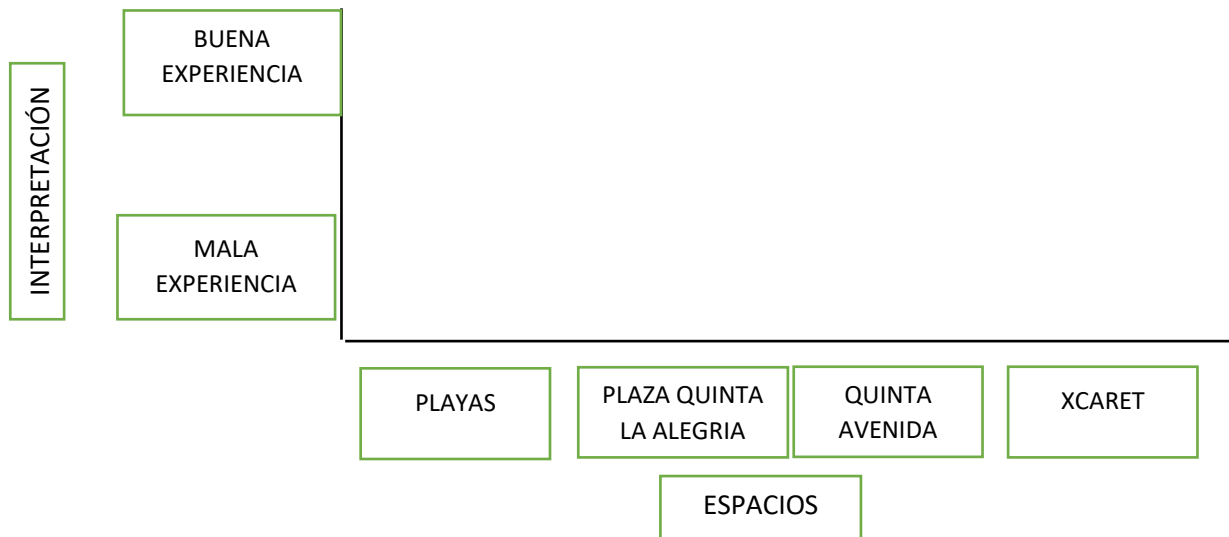 BUENA
EXPERIENCIA
INTERPRETACIÓN
MALA
EXPERIENCIA
PLAYAS
PLAZA QUINTA
LA ALEGRIA
QUINTA
AVENIDA
XCARET
ESPACIOS